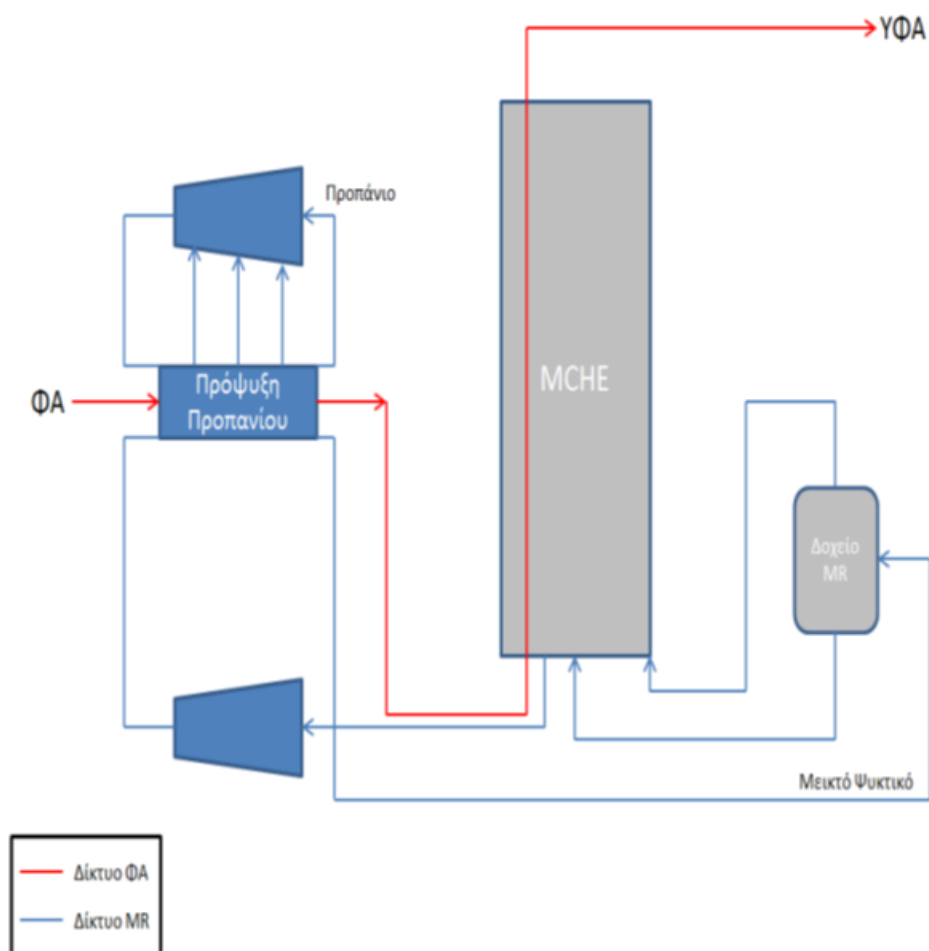 ΥΦΑ
Προπάνιο
MCHE
ΦΑ
Πρόψυξη
Προπανίου
Δοχείο
MR
Μεικτό Ψυκτικό
Δίκτυο ΦΑ
Δίκτυο MR